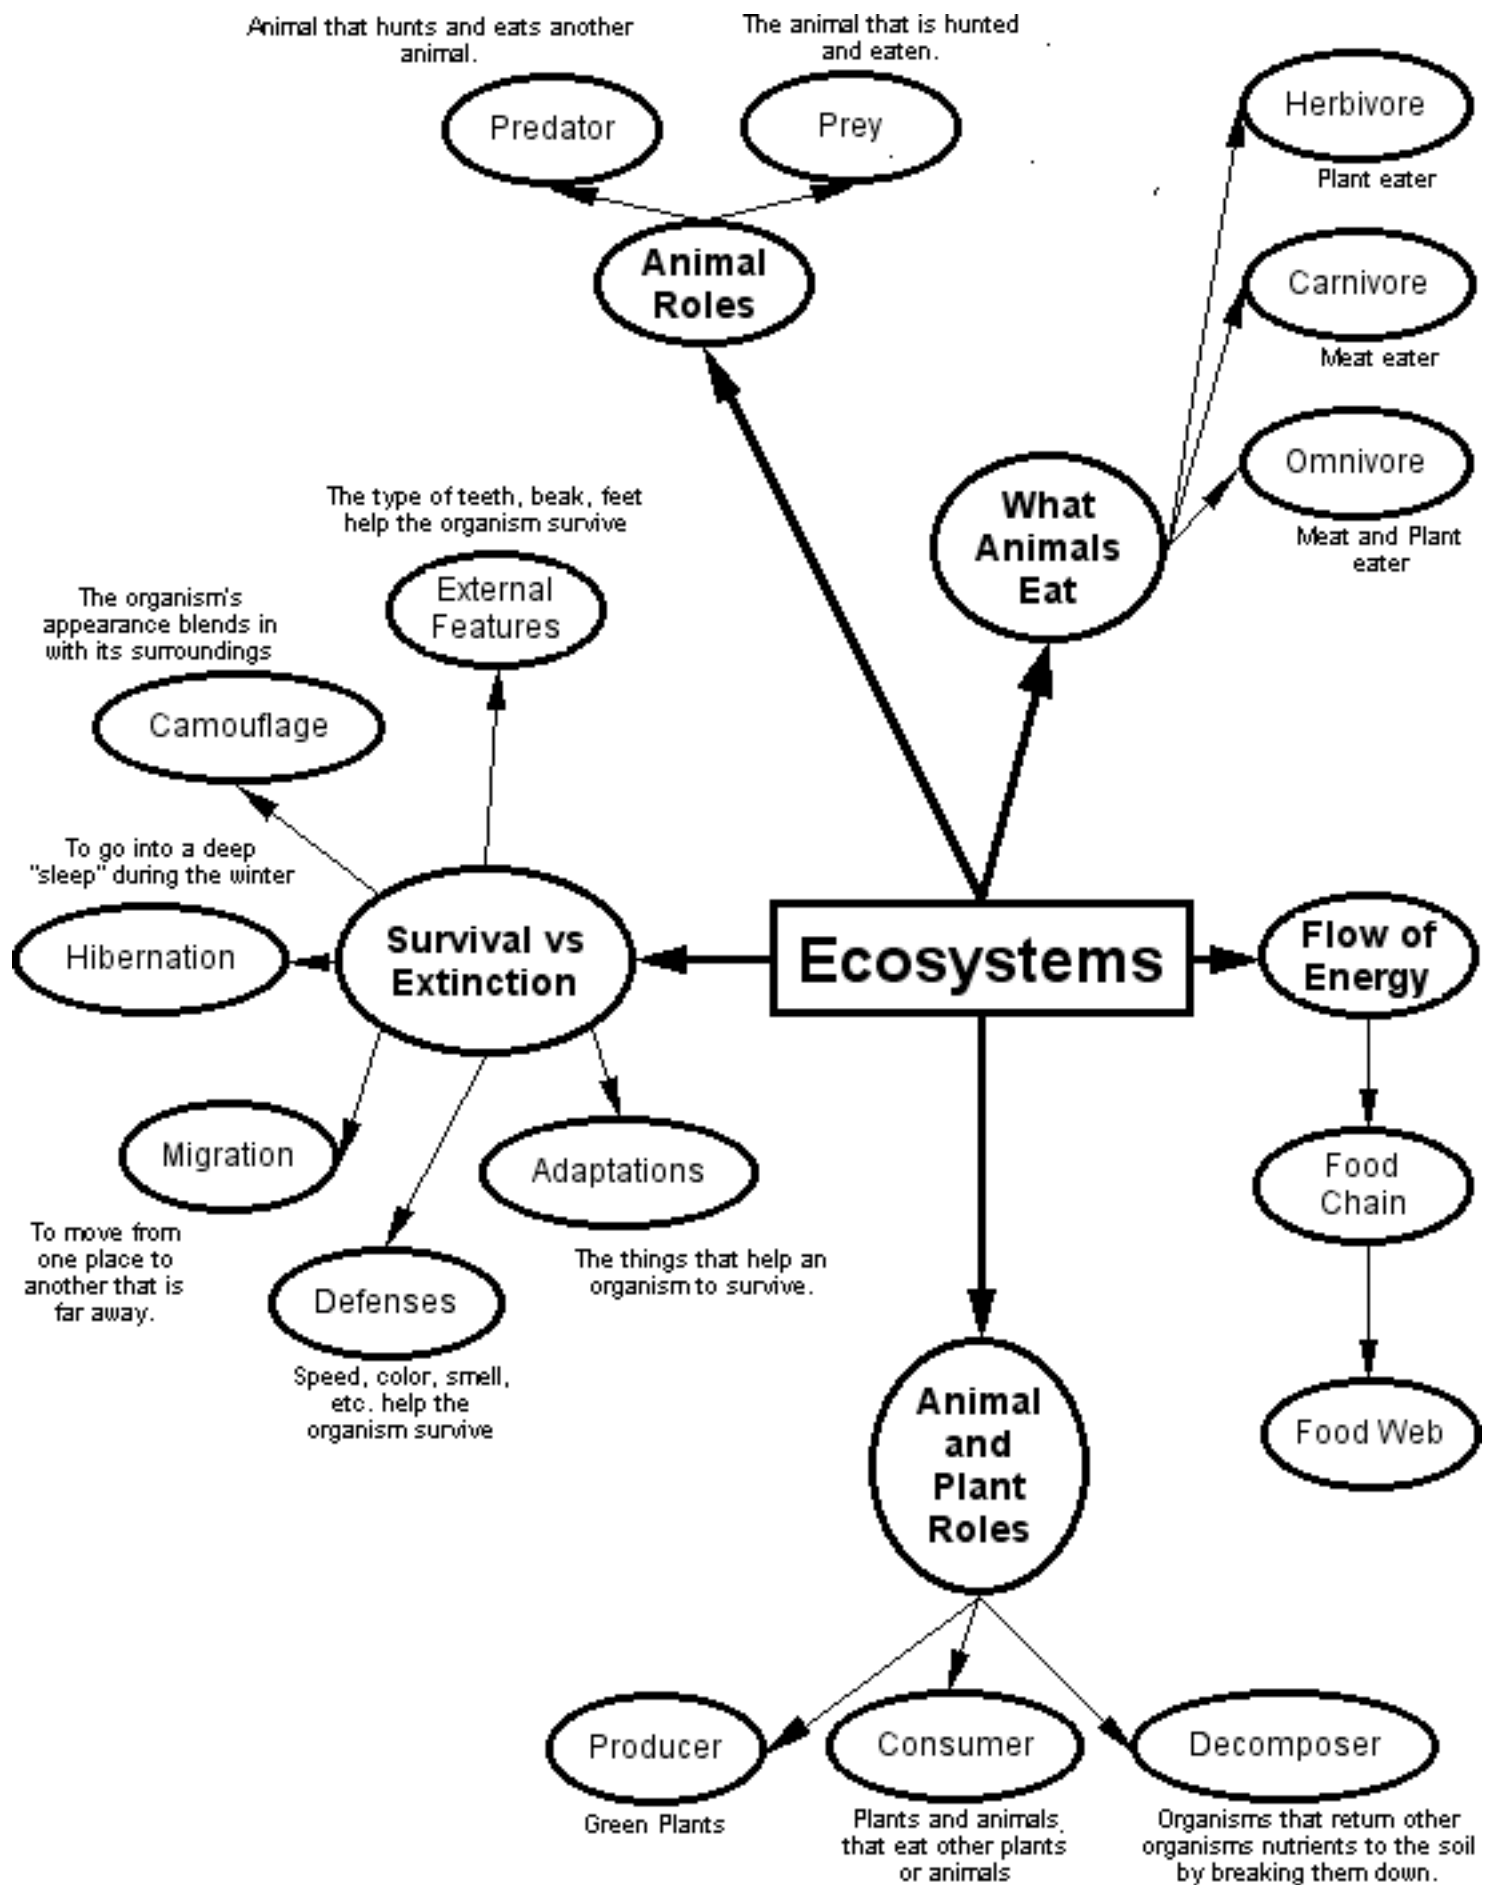 Animal that hunts and eats another
animal.
The animal that is hunted
and eaten.
Predator
Prey
Herbivore
Plant eater
Animal
Roles
Carnivore
Meat eater
Omnivore
Meat and Plant
eater
What
Animals
Eat
The type of teeth, beak, feet
help the organism survive
External
Features
The organism's
appearance blends in
with its surroundings
Camouflage
To go into a deep
"sleep" during the winter
Hibernation
Survival vs
Extinction
Ecosystems
Flow of
Energy
Migration
To move from
one place to
another that is
far away.
Adaptations
The things that help an
organism to survive.
Defenses
Speed, color, smell,
etc. help the
organism survive
Food
Chain
Food Web
Animal
and
Plant
Roles
Producer
Green Plants
Consumer
Plants and animals
that eat other plants
or animals
Decomposer
Organisms that return other
organisms nutrients to the soil
by breaking them down.